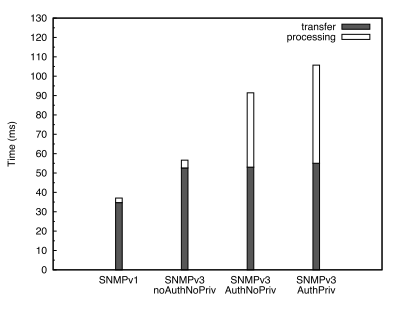 130
120
110
100
90
80
70
60
50
40
30
20
10
0
Time (ms)
transfer
processing
SNMPv1
SNMPv3
noAuthNoPriv
SNMPv3
AuthNoPriv
SNMPv3
AuthPriv